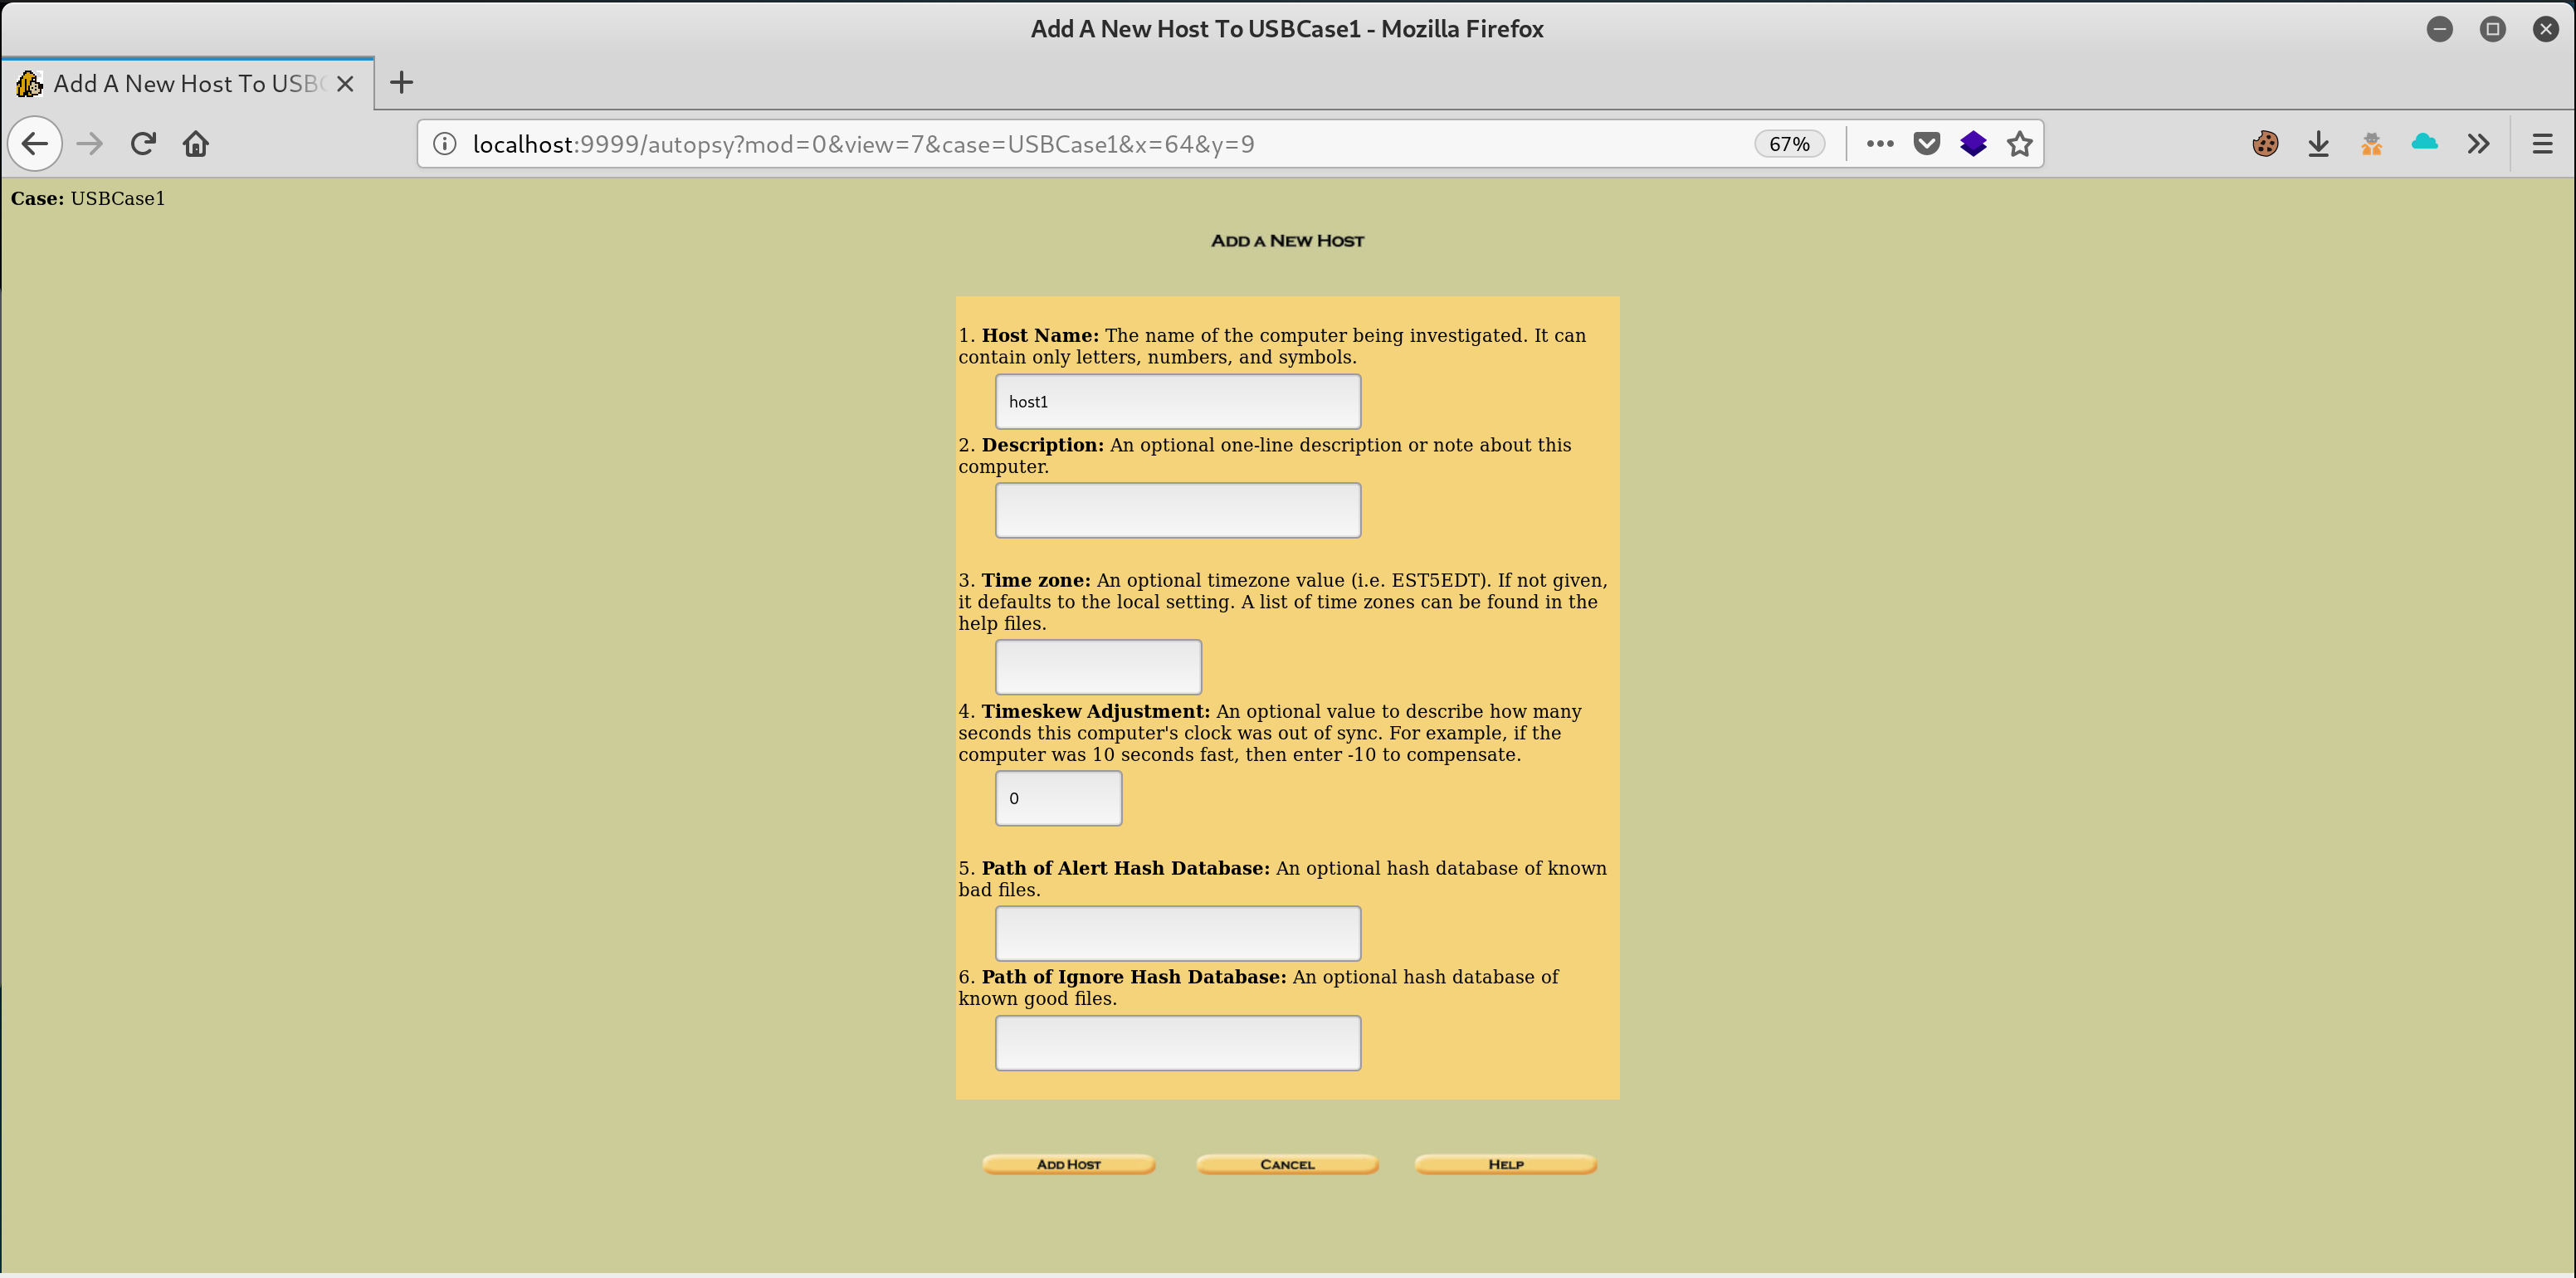 Add A New Host To USBCase1 - Mozilla Firefox
Add A New Host To USBC
localhost:9999/autopsy?mod=0&view=7&case=USBCase1&x=64&y=9
67%
Case: USBCase1
ADD A NEW HOST
1. Host Name: The name of the computer being investigated. It can
contain only letters, numbers, and symbols.
host1
2. Description: An optional one-line description or note about this
computer.
3. Time zone: An optional timezone value (i.e. EST5EDT). If not given,
it defaults to the local setting. A list of time zones can be found in the
help files.
4. Timeskew Adjustment: An optional value to describe how many
seconds this computer's clock was out of sync. For example, if the
computer was 10 seconds fast, then enter -10 to compensate.
0
5. Path of Alert Hash Database: An optional hash database of known
bad files.
6. Path of Ignore Hash Database: An optional hash database of
known good files.
ADD HOST
CANCEL
HELP